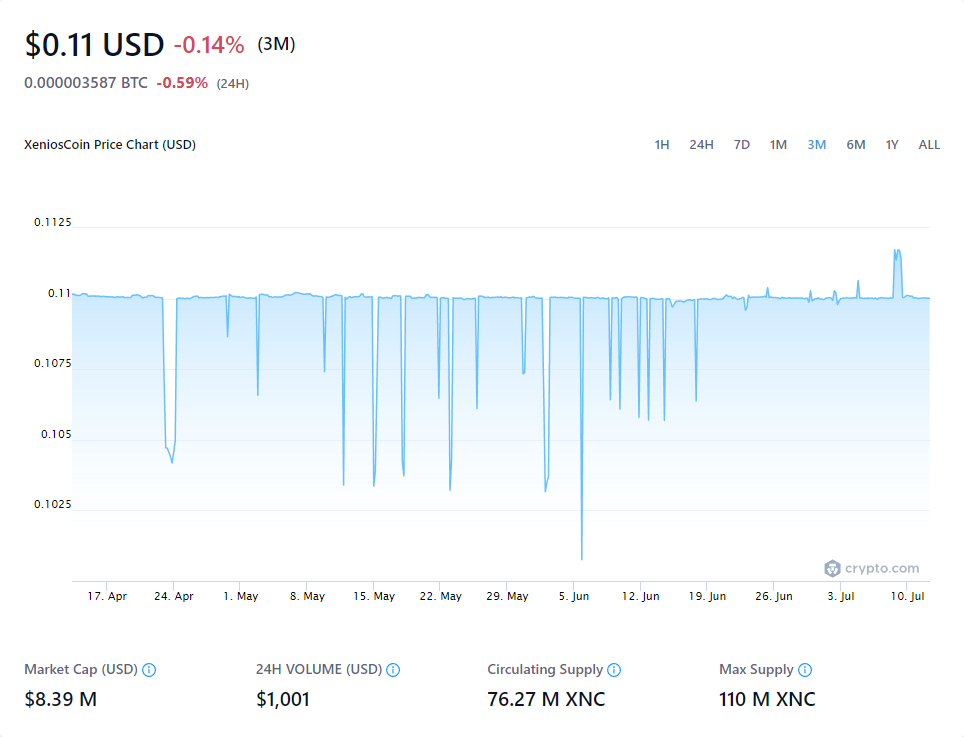 $0.11 USD -0.14% (3M)
0.000003587 BTC -0.59% (24H)
XeniosCoin Price Chart (USD) 1H 24H 7D 1M 3M 6M 1Y ALL
0.1125
0.11
0.1075
0.105
0.1025
crypto.com
17. Apr 24. Apr 1. May 8. May 15. May 22. May 29. May 5. Jun 12. Jun 19. Jun 26. Jun 3. Jul 10. Jul
Market Cap (USD) 24H VOLUME (USD) Circulating Supply Max Supply
$8.39 M $1,001 76.27 M XNC 110 M XNC